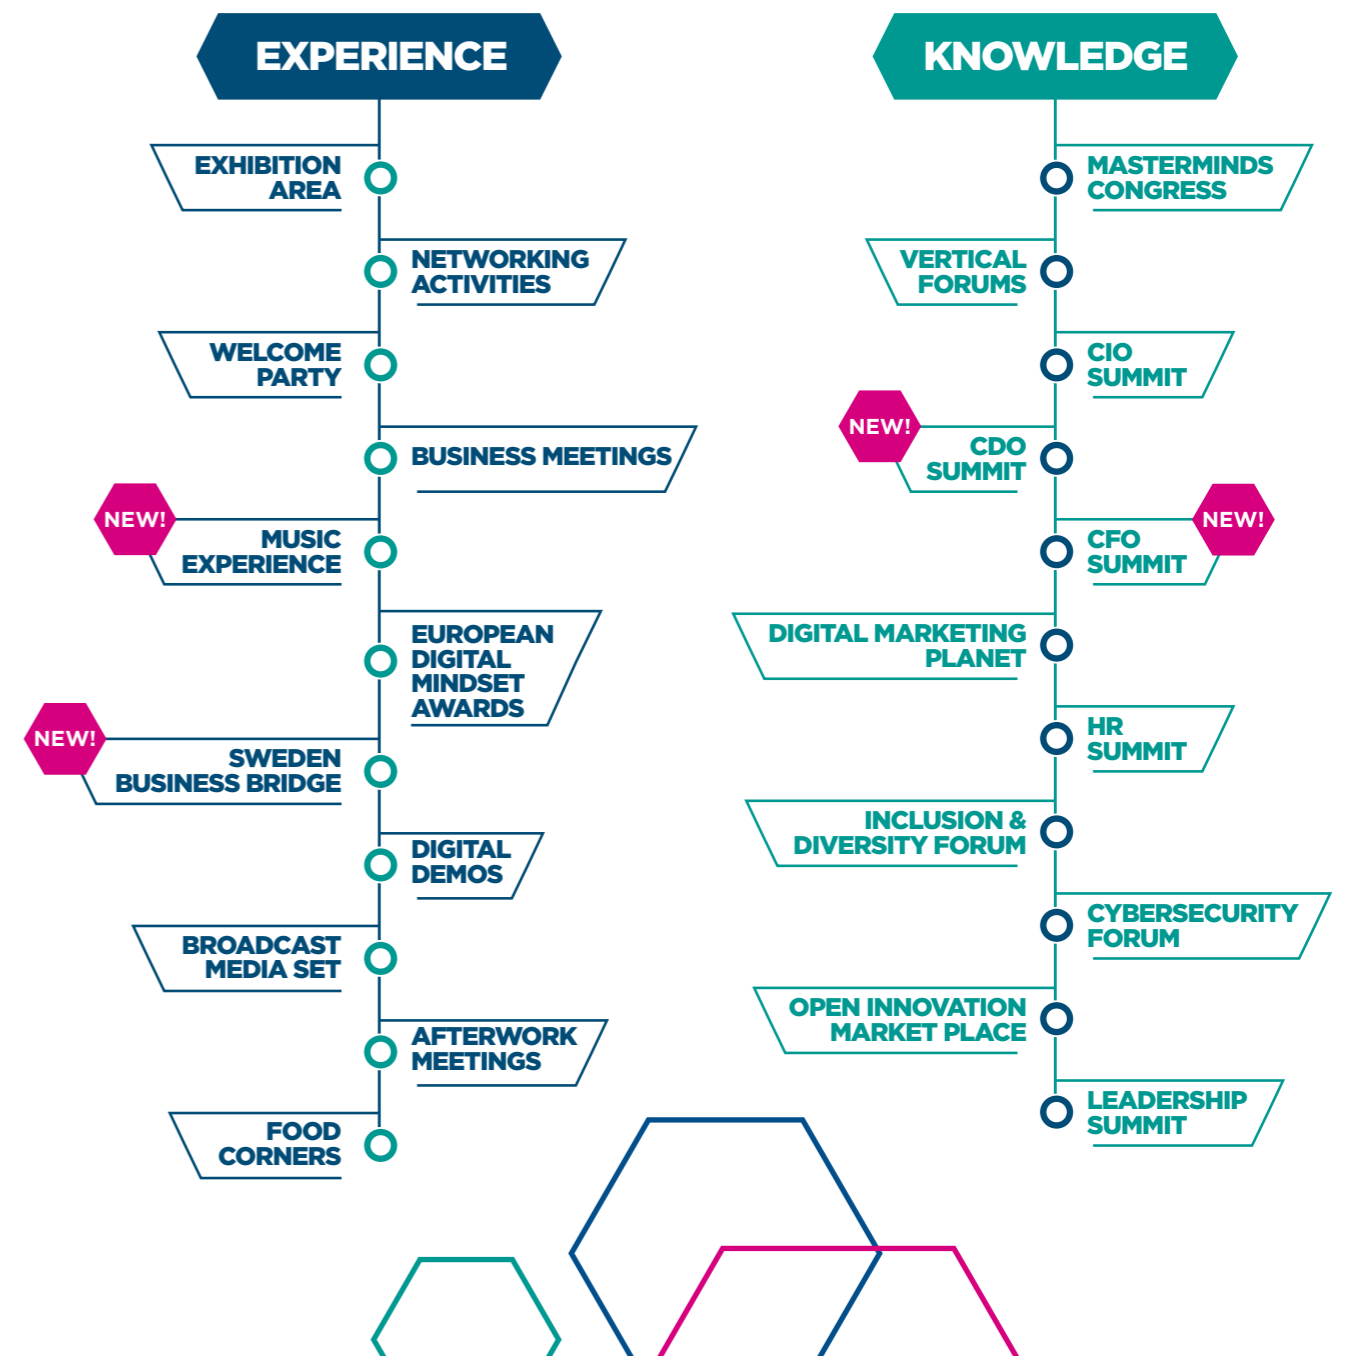 EXPERIENCE
EXHIBITION
AREA
NETWORKING
ACTIVITIES
WELCOME
PARTY
BUSINESS MEETINGS
NEW!
MUSIC
EXPERIENCE
EUROPEAN
DIGITAL
MINDSET
AWARDS
NEW!
SWEDEN
BUSINESS BRIDGE
DIGITAL
DEMOS
BROADCAST
MEDIA SET
AFTERWORK
MEETINGS
FOOD
CORNERS
KNOWLEDGE
MASTERMINDS
CONGRESS
VERTICAL
FORUMS
CIO
SUMMIT
NEW!
CDO
SUMMIT
NEW!
CFO
SUMMIT
DIGITAL MARKETING
PLANET
HR
SUMMIT
INCLUSION &
DIVERSITY FORUM
CYBERSECURITY
FORUM
OPEN INNOVATION
MARKET PLACE
LEADERSHIP
SUMMIT